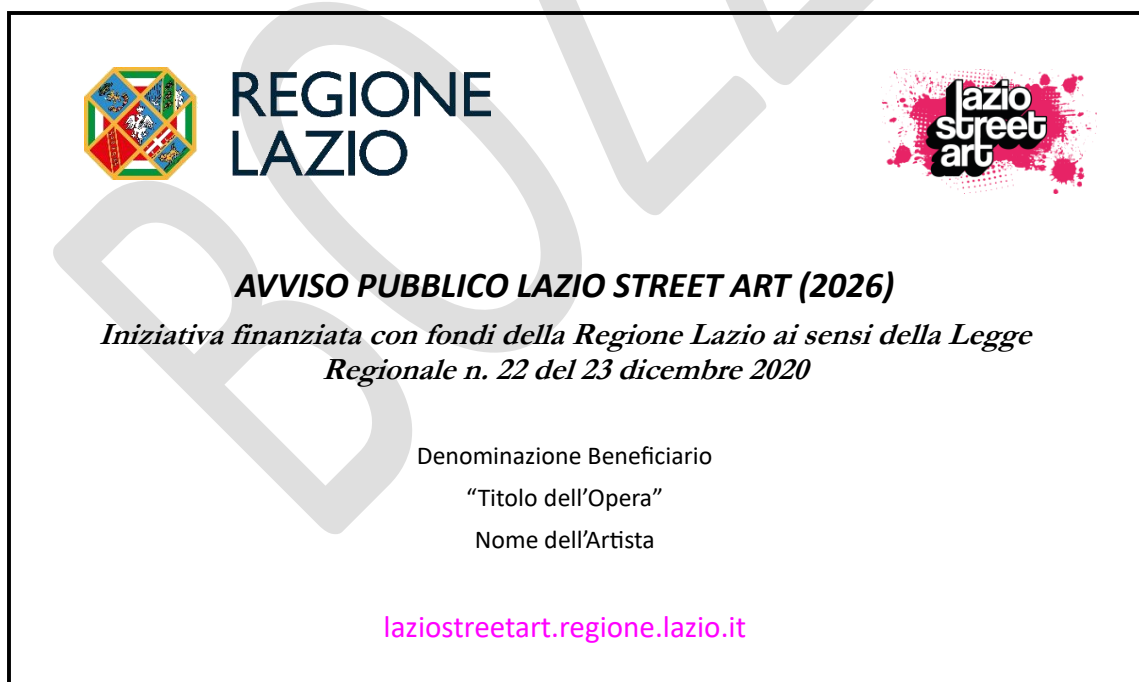 REGIONE
LAZIO
lazio
street
art
AVVISO PUBBLICO LAZIO STREET ART (2026)
Iniziativa finanziata con fondi della Regione Lazio ai sensi della Legge
Regionale n. 22 del 23 dicembre 2020
Denominazione Beneficiario
“Titolo dell’Opera”
Nome dell’Artista
laziostreetart.regione.lazio.it